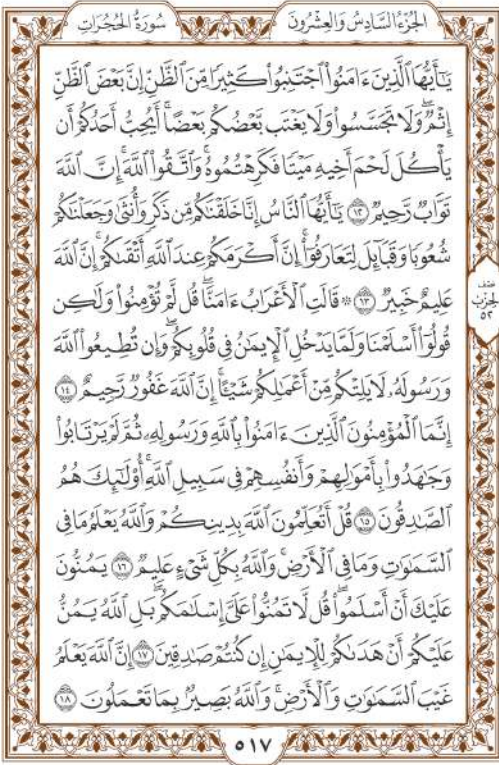 الجُزْءُ السَّادِسُ وَالعِشْرُونَ سُورَةُ الحُجُرَاتِ
يَٰٓأَيُّهَا ٱلَّذِينَ ءَامَنُواْ ٱجْتَنِبُواْ كَثِيرًا مِّنَ ٱلظَّنِّ إِنَّ بَعْضَ ٱلظَّنِّ
إِثْمٌۖ وَلَا تَجَسَّسُواْ وَلَا يَغْتَب بَّعْضُكُم بَعْضًاۚ أَيُحِبُّ أَحَدُكُمْ أَن
يَأْكُلَ لَحْمَ أَخِيهِ مَيْتًا فَكَرِهْتُمُوهُۚ وَٱتَّقُواْ ٱللَّهَۚ إِنَّ ٱللَّهَ
تَوَّابٌ رَّحِيمٌ ١٢ يَٰٓأَيُّهَا ٱلنَّاسُ إِنَّا خَلَقْنَٰكُم مِّن ذَكَرٍ وَأُنثَىٰ وَجَعَلْنَٰكُمْ
شُعُوبًا وَقَبَآئِلَ لِتَعَارَفُوٓاْۚ إِنَّ أَكْرَمَكُمْ عِندَ ٱللَّهِ أَتْقَىٰكُمْۚ إِنَّ ٱللَّهَ
عَلِيمٌ خَبِيرٌ ١٣ ۞ قَالَتِ ٱلْأَعْرَابُ ءَامَنَّاۖ قُل لَّمْ تُؤْمِنُواْ وَلَٰكِن
قُولُوٓاْ أَسْلَمْنَا وَلَمَّا يَدْخُلِ ٱلْإِيمَٰنُ فِي قُلُوبِكُمْۖ وَإِن تُطِيعُواْ ٱللَّهَ
وَرَسُولَهُۥ لَا يَلِتْكُم مِّنْ أَعْمَٰلِكُمْ شَيْـًٔاۚ إِنَّ ٱللَّهَ غَفُورٌ رَّحِيمٌ ١٤
إِنَّمَا ٱلْمُؤْمِنُونَ ٱلَّذِينَ ءَامَنُواْ بِٱللَّهِ وَرَسُولِهِۦ ثُمَّ لَمْ يَرْتَابُواْ
وَجَٰهَدُواْ بِأَمْوَٰلِهِمْ وَأَنفُسِهِمْ فِي سَبِيلِ ٱللَّهِۚ أُوْلَٰٓئِكَ هُمُ
ٱلصَّٰدِقُونَ ١٥ قُلْ أَتُعَلِّمُونَ ٱللَّهَ بِدِينِكُمْ وَٱللَّهُ يَعْلَمُ مَا فِي
ٱلسَّمَٰوَٰتِ وَمَا فِي ٱلْأَرْضِۚ وَٱللَّهُ بِكُلِّ شَيْءٍ عَلِيمٌ ١٦ يَمُنُّونَ
عَلَيْكَ أَنْ أَسْلَمُواْۖ قُل لَّا تَمُنُّواْ عَلَيَّ إِسْلَٰمَكُمۖ بَلِ ٱللَّهُ يَمُنُّ
عَلَيْكُمْ أَنْ هَدَىٰكُمْ لِلْإِيمَٰنِ إِن كُنتُمْ صَٰدِقِينَ ١٧ إِنَّ ٱللَّهَ يَعْلَمُ
غَيْبَ ٱلسَّمَٰوَٰتِ وَٱلْأَرْضِۚ وَٱللَّهُ بَصِيرٌۢ بِمَا تَعْمَلُونَ ١٨
نصف
الحزب
٥٢
٥١٧